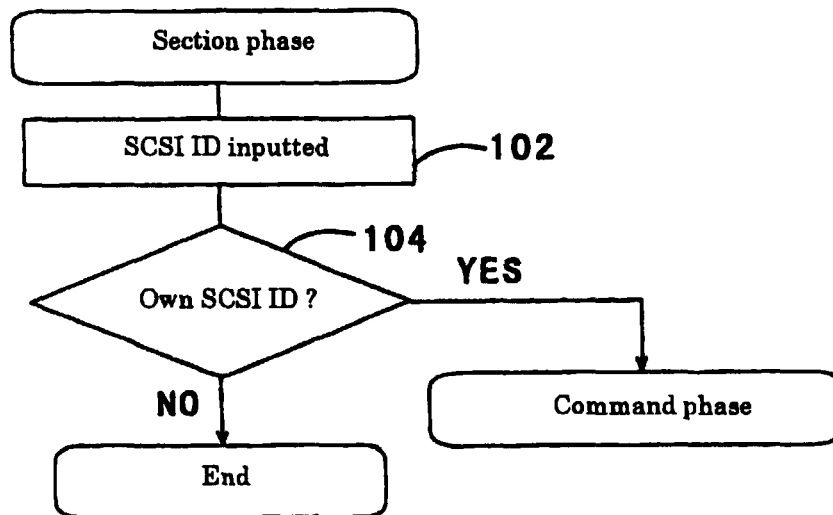 Section phase
SCSI ID inputted
102
104
Own SCSI ID ?
YES
NO
Command phase
End